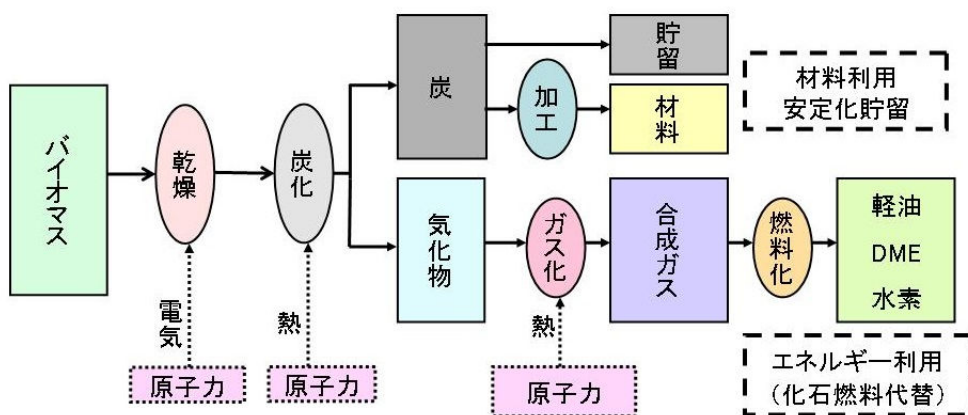 バイオマス
乾燥
炭化
炭
貯留
加工
材料
材料利用
安定化貯留
気化物
ガス化
合成ガス
燃料化
軽油
DME
水素
電気
熱
熱
原子力
原子力
原子力
エネルギー利用
（化石燃料代替）